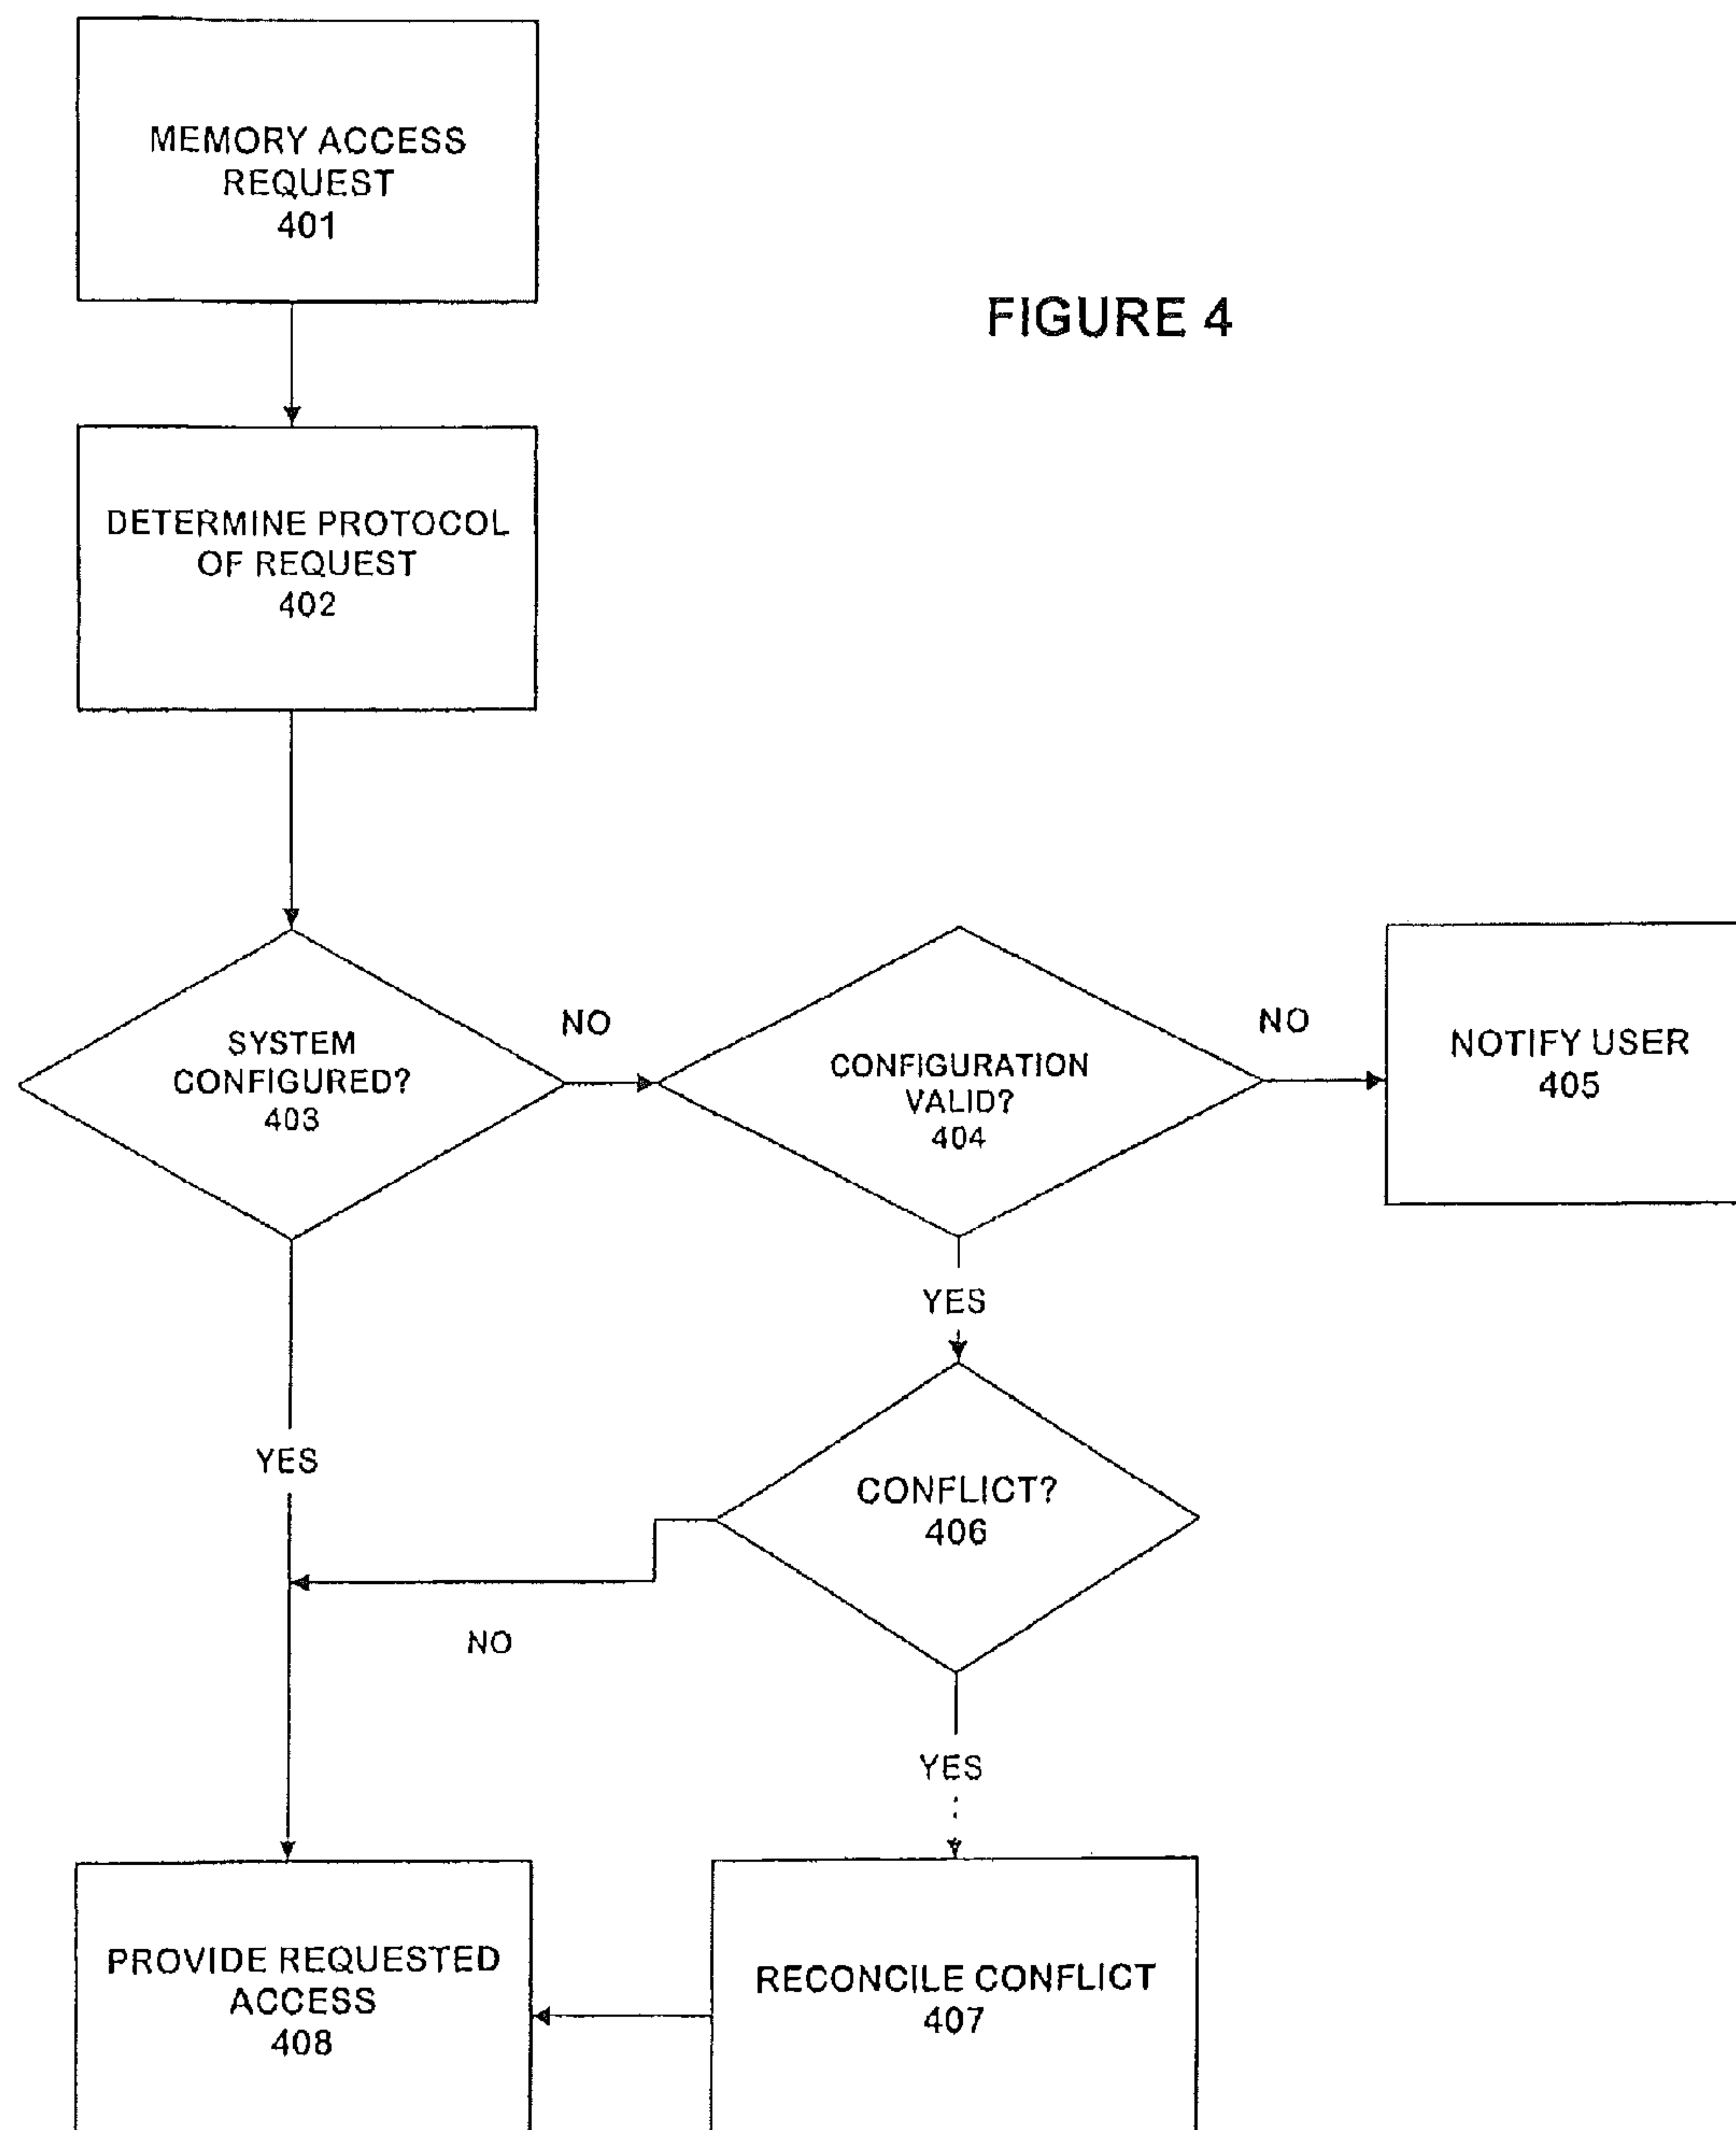 MEMORY ACCESS
REQUEST
401
FIGURE 4
DETERMINE PROTOCOL
OF REQUEST
402
SYSTEM
CONFIGURED?
403
NO
CONFIGURATION
VALID?
404
NO
NOTIFY USER
405
YES
YES
CONFLICT?
406
NO
YES
PROVIDE REQUESTED
ACCESS
408
RECONCILE CONFLICT
407